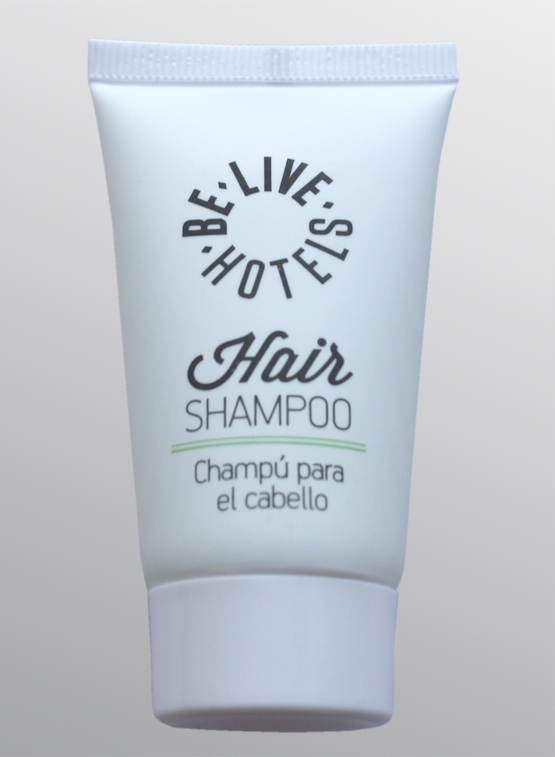 BE·LIVE·
HOTELS·
Hair
SHAMPOO
Champú para
el cabello